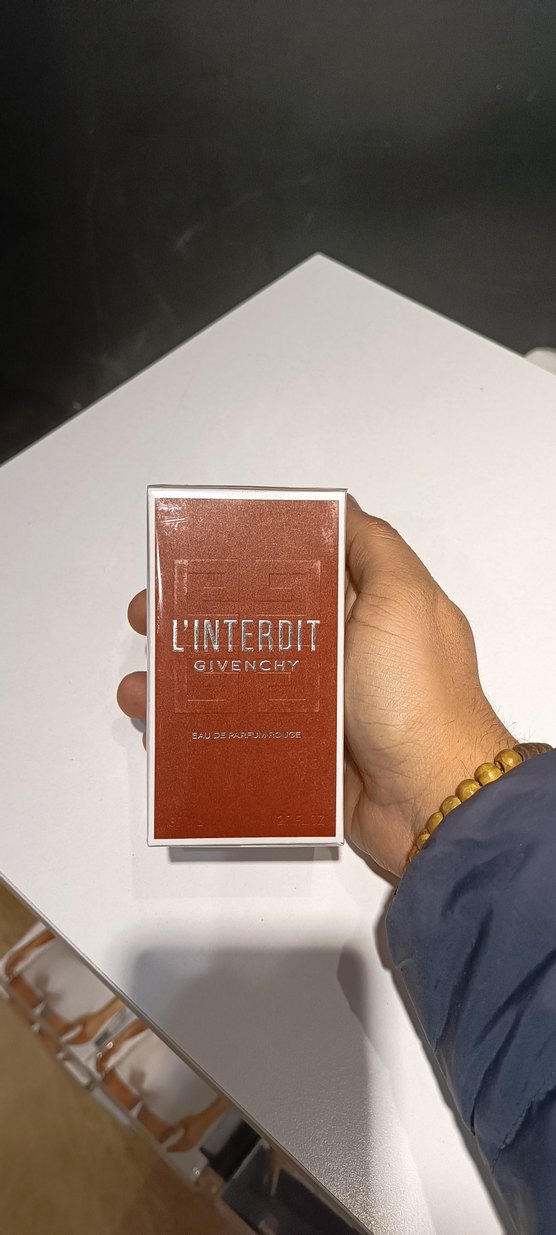 L'INTERDIT
GIVENCHY
EAU DE PARFUM ROUGE